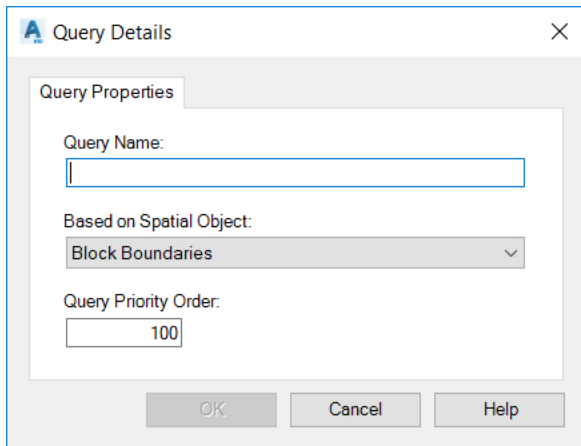 Query Details
Query Properties
Query Name:
Based on Spatial Object:
Block Boundaries
Query Priority Order:
100
OK
Cancel
Help